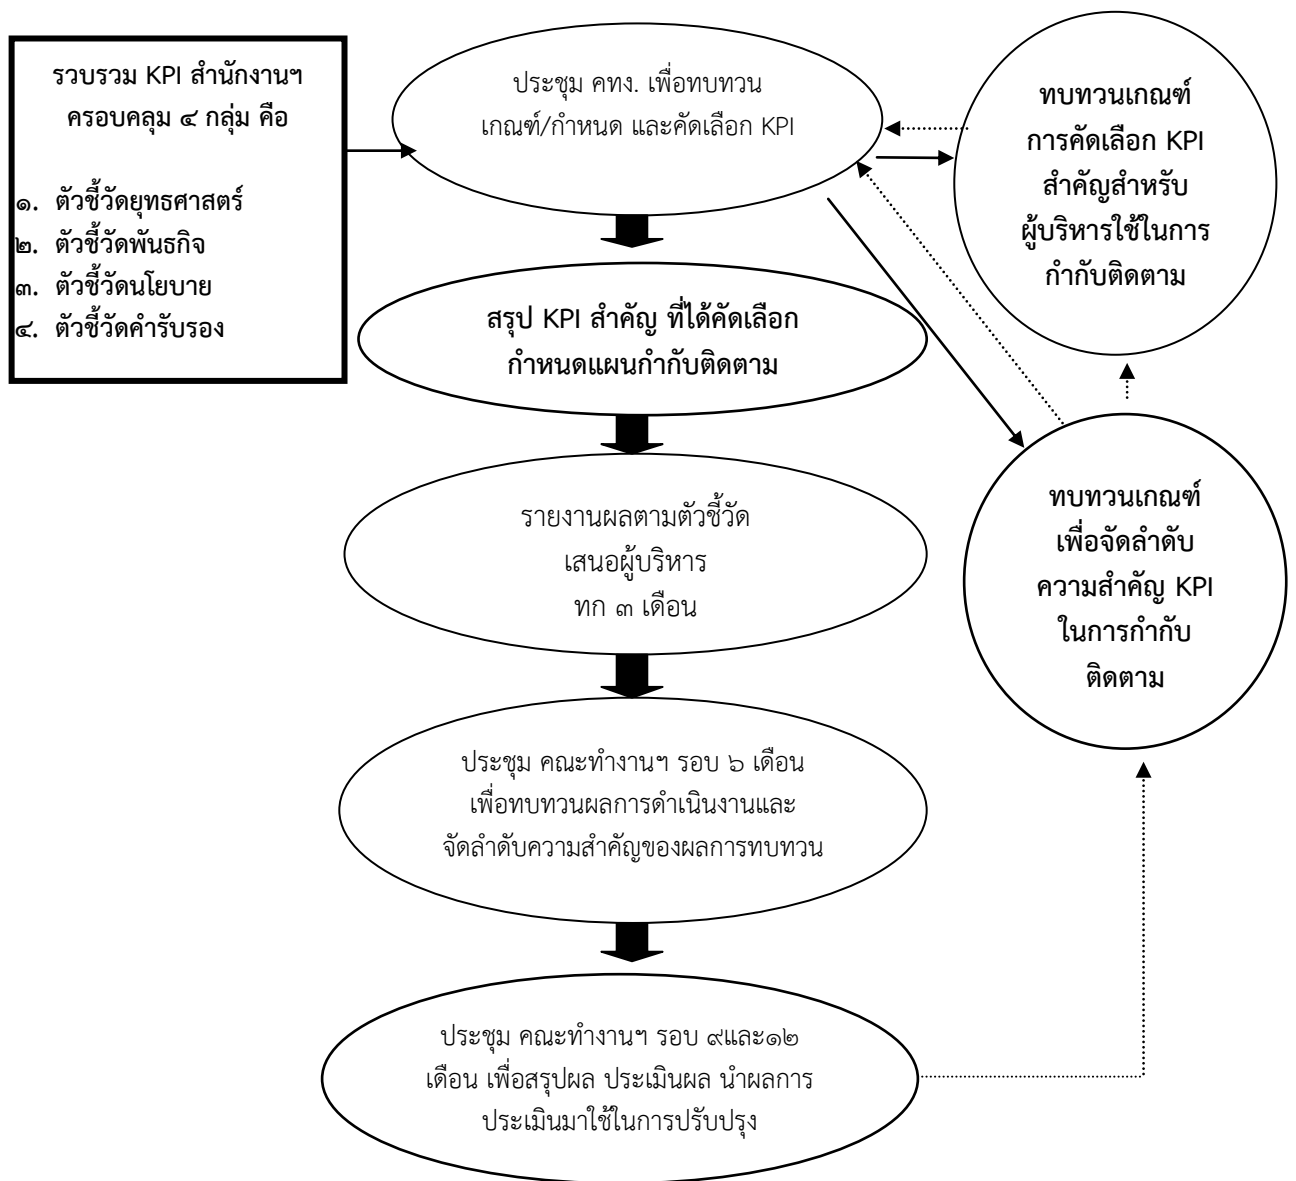 รวบรวม KPI สำนักงานฯ
ครอบคลุม ๔ กลุ่ม คือ
๑. ตัวชี้วัดยุทธศาสตร์
๒. ตัวชี้วัดพันธกิจ
๓. ตัวชี้วัดนโยบาย
๔. ตัวชี้วัดคำรับรอง
ประชุม คทง. เพื่อทบทวน
เกณฑ์/กำหนด และคัดเลือก KPI
ทบทวนเกณฑ์
การคัดเลือก KPI
สำคัญสำหรับ
ผู้บริหารใช้ในการ
กำกับติดตาม
สรุป KPI สำคัญ ที่ได้คัดเลือก
กำหนดแผนกำกับติดตาม
รายงานผลตามตัวชี้วัด
เสนอผู้บริหาร
ทก ๓ เดือน
ทบทวนเกณฑ์
เพื่อจัดลำดับ
ความสำคัญ KPI
ในการกำกับ
ติดตาม
ประชุม คณะทำงานฯ รอบ ๖ เดือน
เพื่อทบทวนผลการดำเนินงานและ
จัดลำดับความสำคัญของผลการทบทวน
ประชุม คณะทำงานฯ รอบ ๙และ๑๒
เดือน เพื่อสรุปผล ประเมินผล นำผลการ
ประเมินมาใช้ในการปรับปรุง